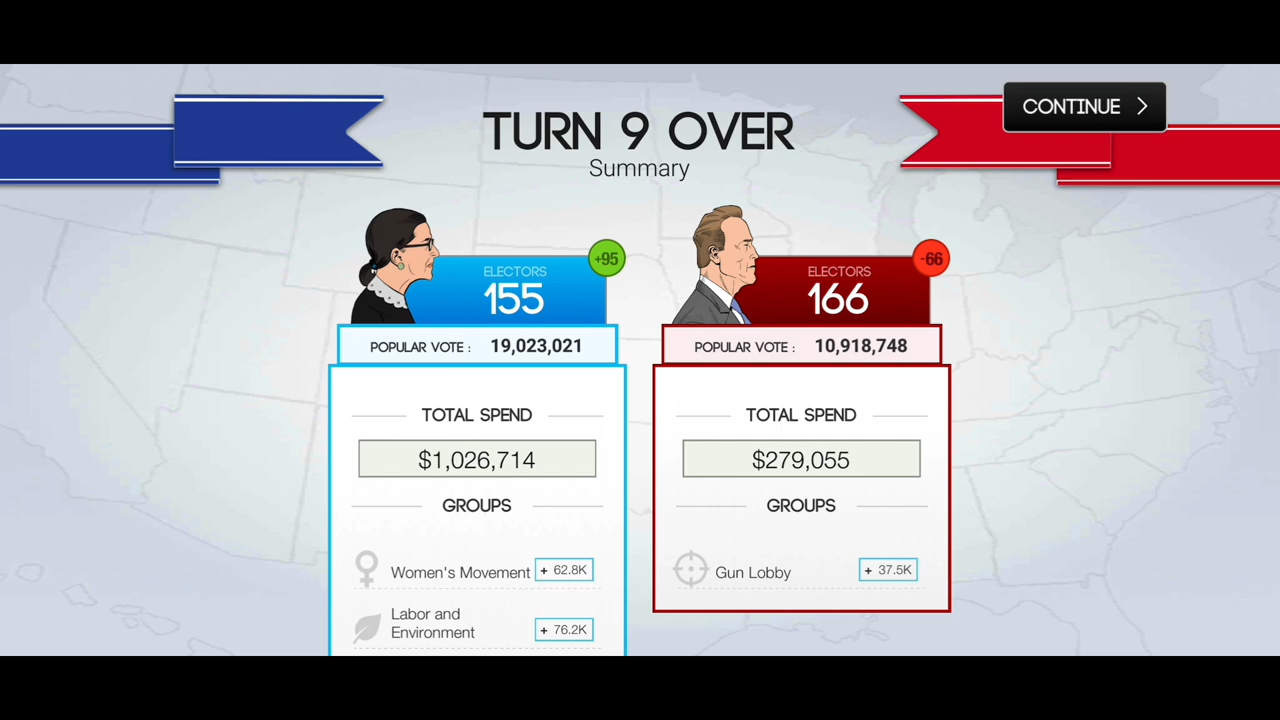 CONTINUE
TURN 9 OVER
Summary
+95
ELECTORS
155
POPULAR VOTE : 19,023,021
TOTAL SPEND
$1,026,714
GROUPS
Women's Movement + 62.8K
Labor and
Environment + 76.2K
-66
ELECTORS
166
POPULAR VOTE : 10,918,748
TOTAL SPEND
$279,055
GROUPS
Gun Lobby + 37.5K